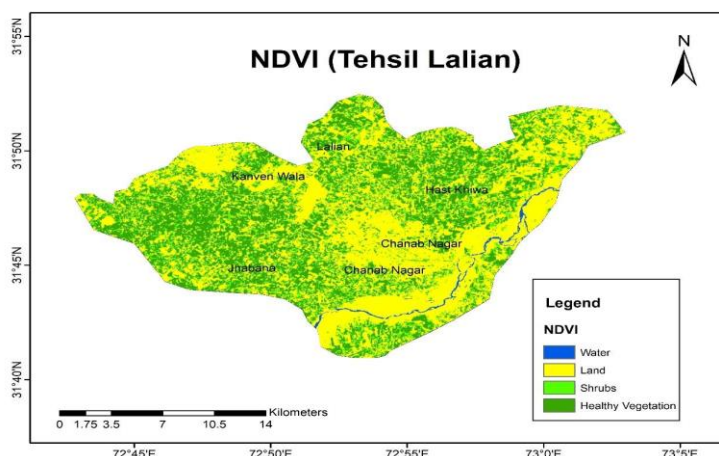 NDVI (Tehsil Lalian)
N
31°55'N
31°50'N
31°45'N
31°40'N
Lalian
Kanven Wala
Hast Khiwa
Chanab Nagar
Jhabana
Chanab Nagar
Legend
NDVI
Water
Land
Shrubs
Healthy Vegetation
Kilometers
0 1.75 3.5 7 10.5 14
72°45'E 72°50'E 72°55'E 73°0'E 73°5'E